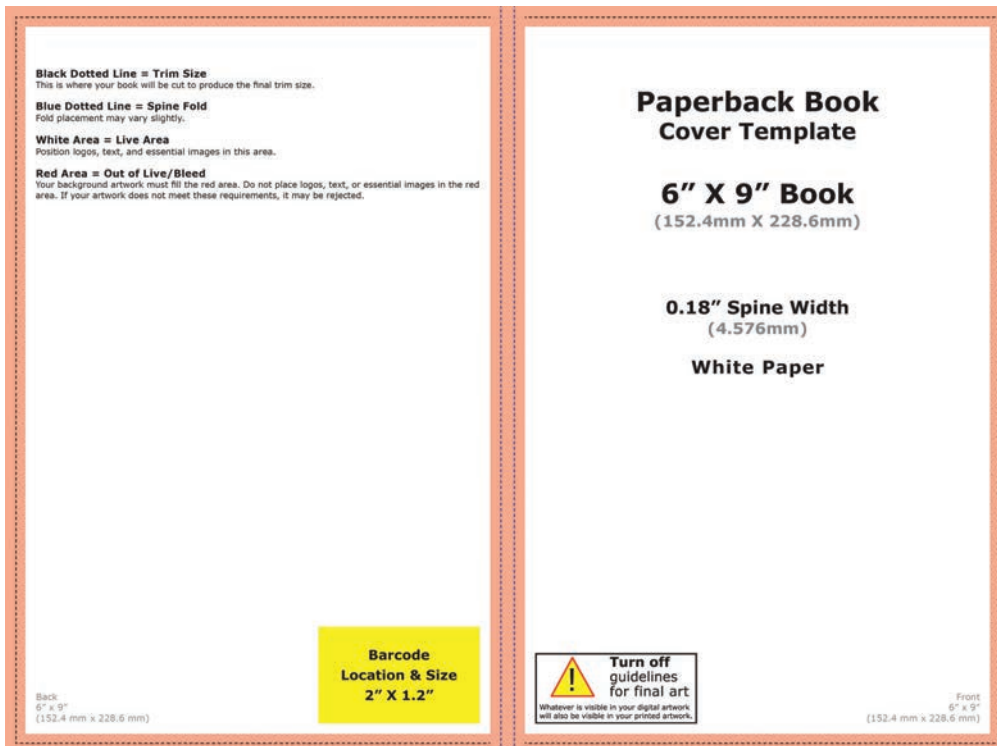 Black Dotted Line = Trim Size
This is where your book will be cut to produce the final trim size.
Blue Dotted Line = Spine Fold
Fold placement may vary slightly.
White Area = Live Area
Position logos, text, and essential images in this area.
Red Area = Out of Live/Bleed
Your background artwork must fill the red area. Do not place logos, text, or essential images in the red
area. If your artwork does not meet these requirements, it may be rejected.
Barcode
Location & Size
2” X 1.2”
Back
6" x 9"
(152.4 mm x 228.6 mm)
Paperback Book
Cover Template
6” X 9” Book
(152.4mm X 228.6mm)
0.18” Spine Width
(4.576mm)
White Paper
!
Turn off
guidelines
for final art
Whatever is visible in your digital artwork
will also be visible in your printed artwork.
Front
6" x 9"
(152.4 mm x 228.6 mm)